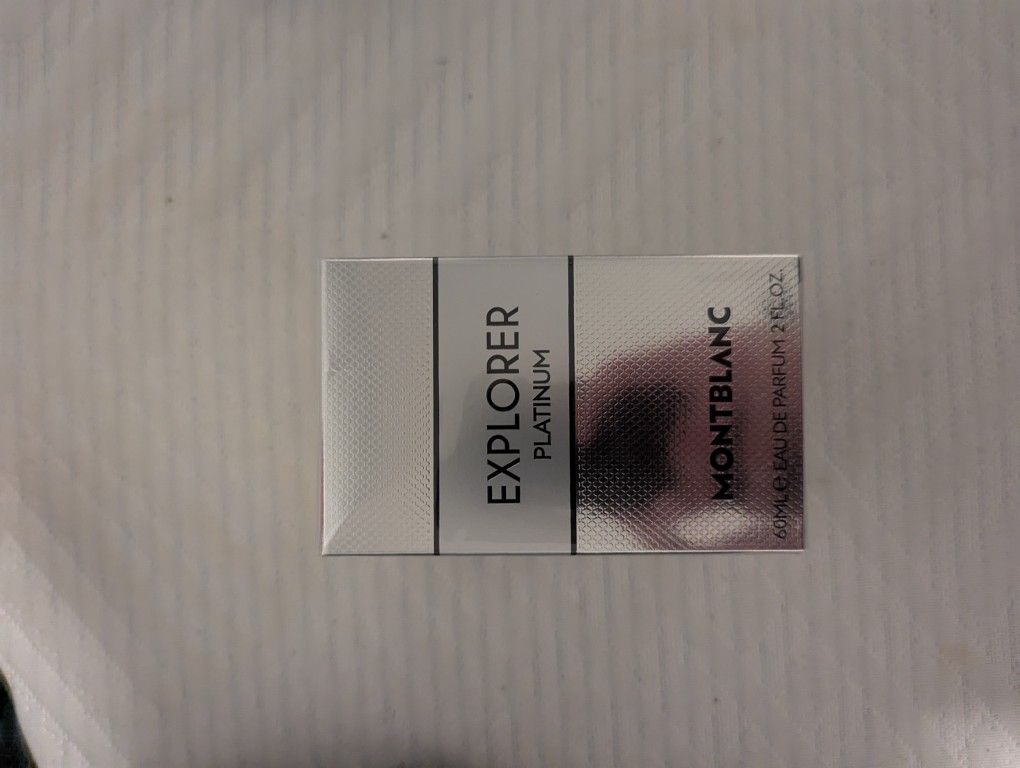 EXPLORER
PLATINUM
MONTBLANC
60ML ℮ EAU DE PARFUM 2 FL.OZ.